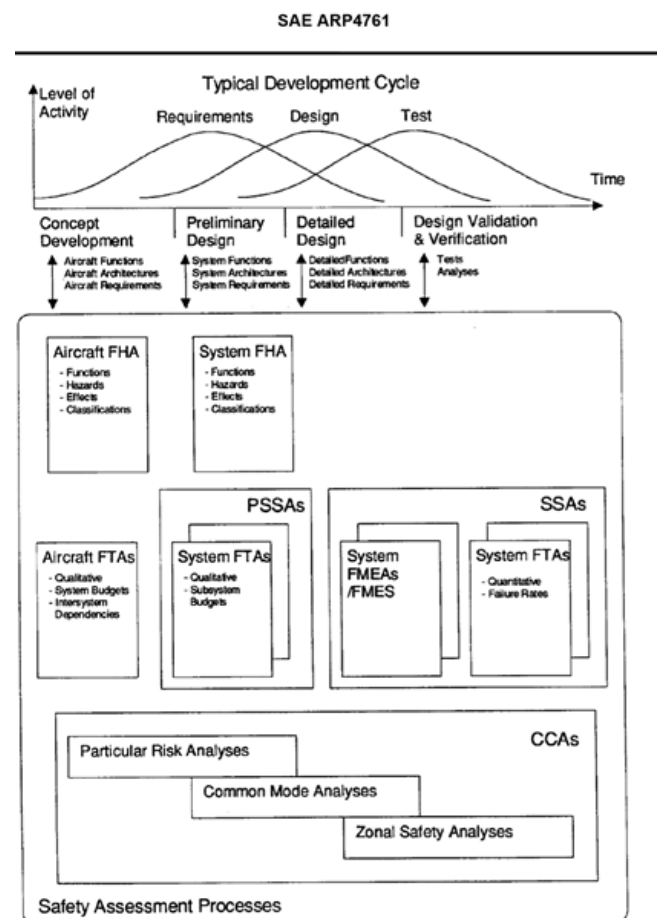 SAE ARP4761
Typical Development Cycle
Level of
Activity
Requirements
Design
Test
Time
Concept
Development
Preliminary
Design
Detailed
Design
Design Validation
& Verification
Aircraft Functions
Aircraft Architectures
Aircraft Requirements
System Functions
System Architectures
System Requirements
DetailedFunctions
Detailed Architectures
Detailed Requirements
Tests
Analyses
Aircraft FHA
- Functions
- Hazards
- Effects
- Classifications
System FHA
- Functions
- Hazards
- Effects
- Classifications
PSSAs
SSAs
Aircraft FTAs
- Qualitative
- System Budgets
- Intersystem
Dependencies
System FTAs
- Qualitative
- Subsystem
Budgets
System
FMEAs
/FMES
System FTAs
- Quantitative
- Failure Rates
CCAs
Particular Risk Analyses
Common Mode Analyses
Zonal Safety Analyses
Safety Assessment Processes